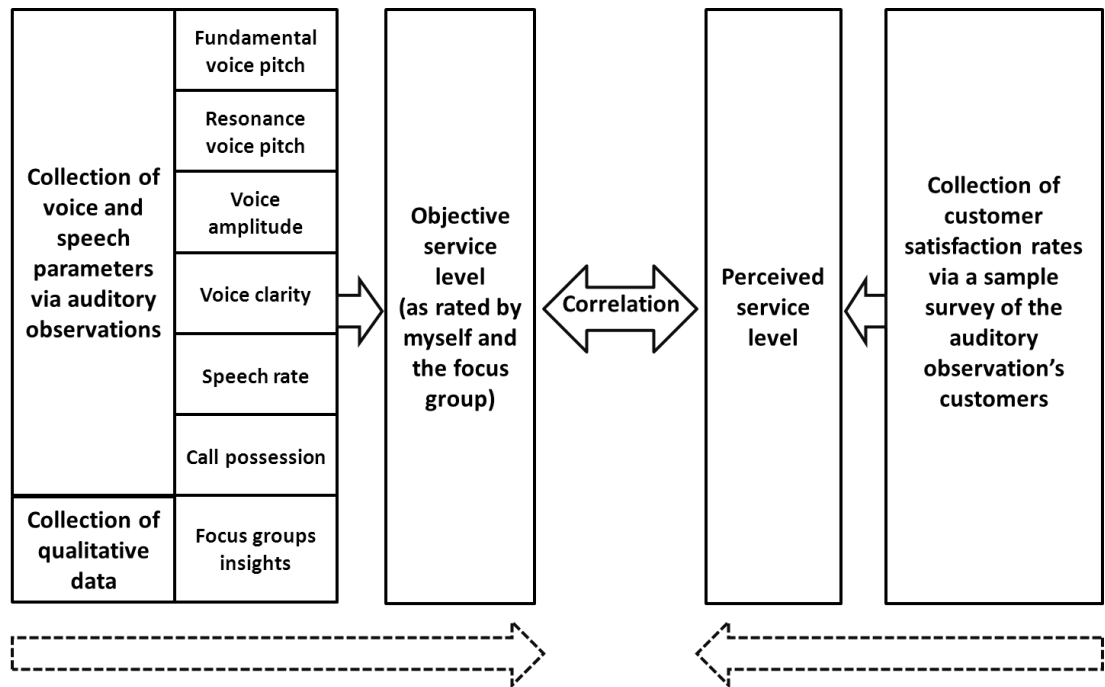 Collection of
voice and
speech
parameters
via auditory
observations
Fundamental
voice pitch
Resonance
voice pitch
Voice
amplitude
Voice clarity
Speech rate
Call possession
Collection of
qualitative
data
Focus groups
insights
Objective
service
level
(as rated by
myself and
the focus
group)
Correlation
Perceived
service
level
Collection of
customer
satisfaction rates
via a sample
survey of the
auditory
observation’s
customers